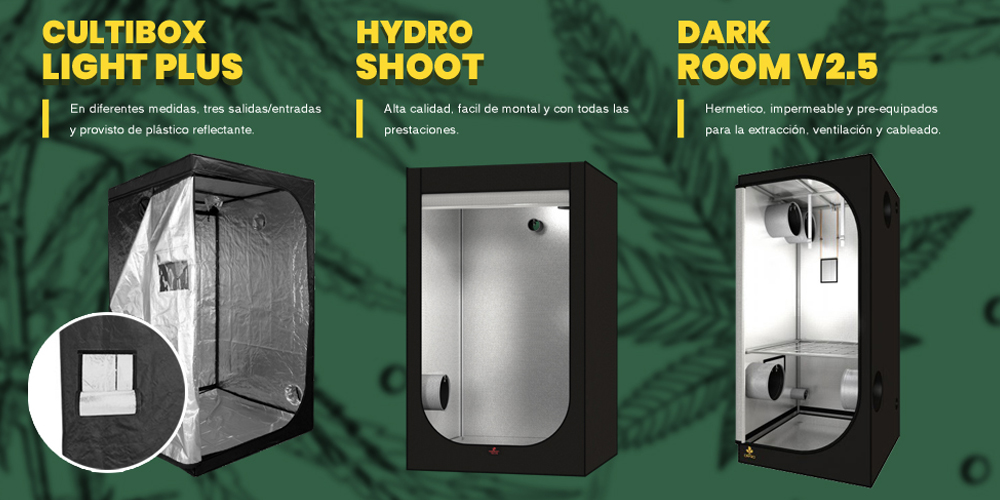 CULTIBOX
LIGHT PLUS
En diferentes medidas, tres salidas/entradas
y provisto de plástico reflectante.
HYDRO
SHOOT
Alta calidad, facil de montal y con todas las
prestaciones.
DARK
ROOM V2.5
Hermetico, impermeable y pre-equipados
para la extracción, ventilación y cableado.